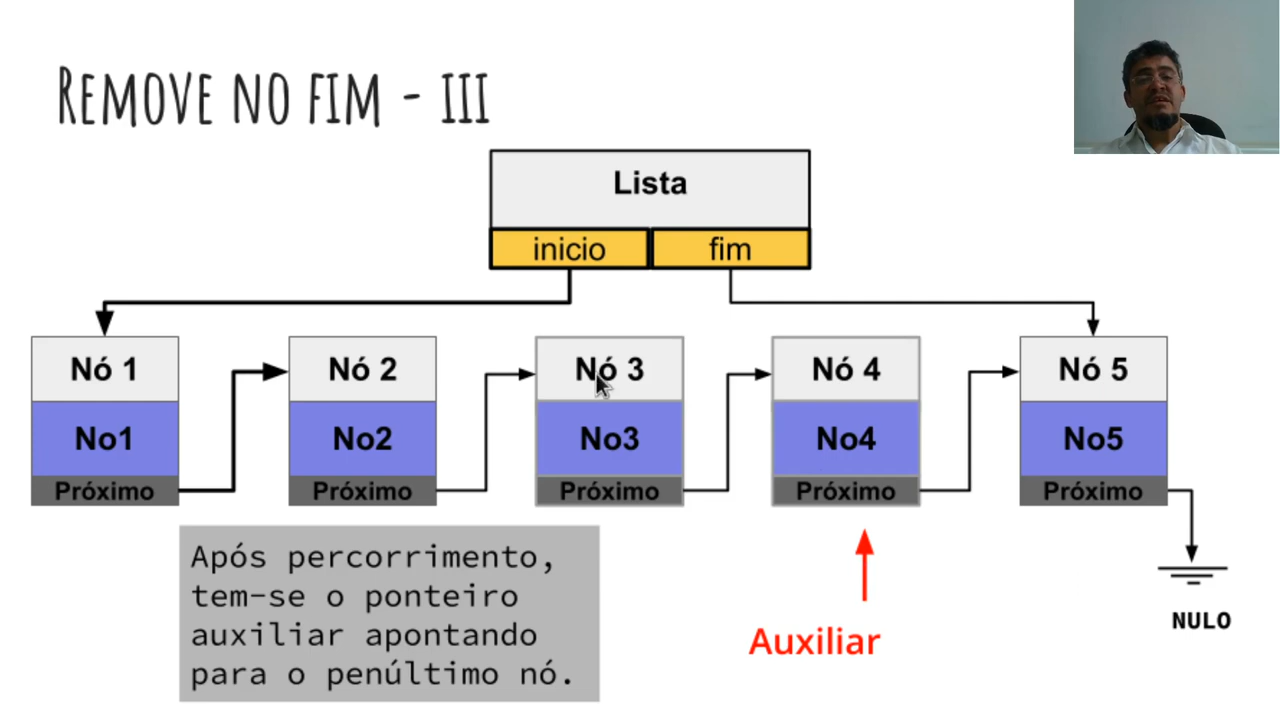 REMOVE NO FIM - III
Lista
inicio fim
Nó 1 Nó 2 Nó 3 Nó 4 Nó 5
No1 No2 No3 No4 No5
Próximo Próximo Próximo Próximo Próximo
Após percorrimento,
tem-se o ponteiro
auxiliar apontando
para o penúltimo nó.
Auxiliar
NULO